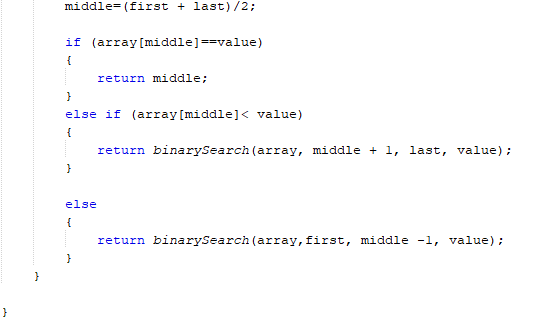 middle=(first + last)/2;
if (array[middle]==value)
{
return middle;
}
else if (array[middle]< value)
{
return binarySearch(array, middle + 1, last, value);
}
else
{
return binarySearch(array,first, middle -1, value);
}
}
}